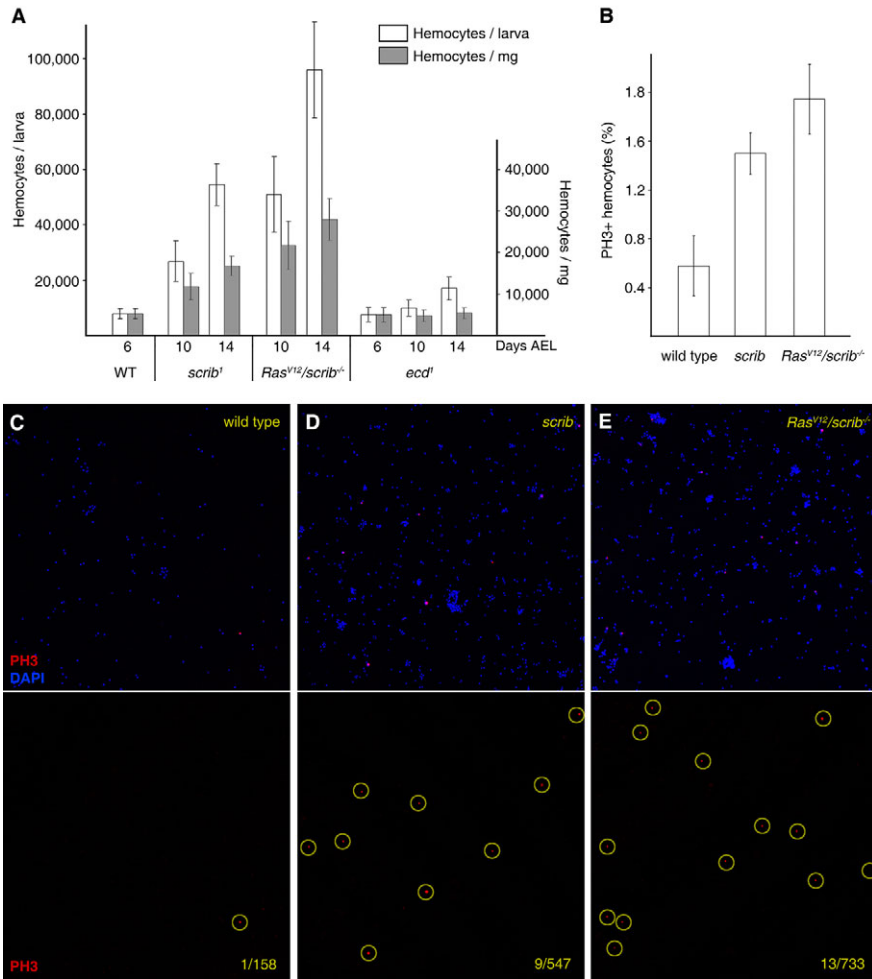 A
Hemocytes / larva
Hemocytes / mg
100,000
80,000
60,000
40,000
20,000
Hemocytes / larva
40,000
30,000
20,000
10,000
Hemocytes / mg
6 10 14 10 14 6 10 14 Days AEL
WT scrib¹ Rasⱽ¹²/scrib⁻/⁻ ecd¹
B
1.8
1.6
1.2
0.8
0.4
PH3+ hemocytes (%)
wild type scrib Rasⱽ¹²/scrib⁻/⁻
C wild type
PH3
DAPI
D scrib
E Rasⱽ¹²/scrib⁻/⁻
PH3 1/158
9/547
13/733